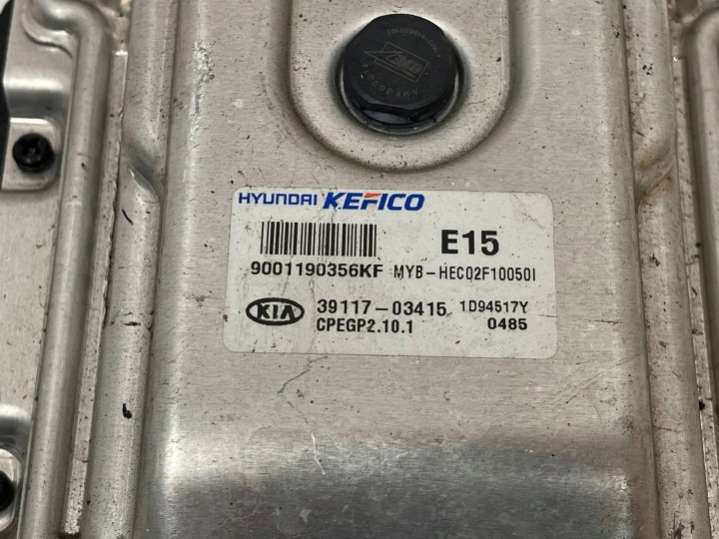 HYUNDAI KEFICO
E15
9001190356KF MYB-HEC02F10050I
KIA 39117-03415 1D94517Y
CPEGP2.10.1 0485